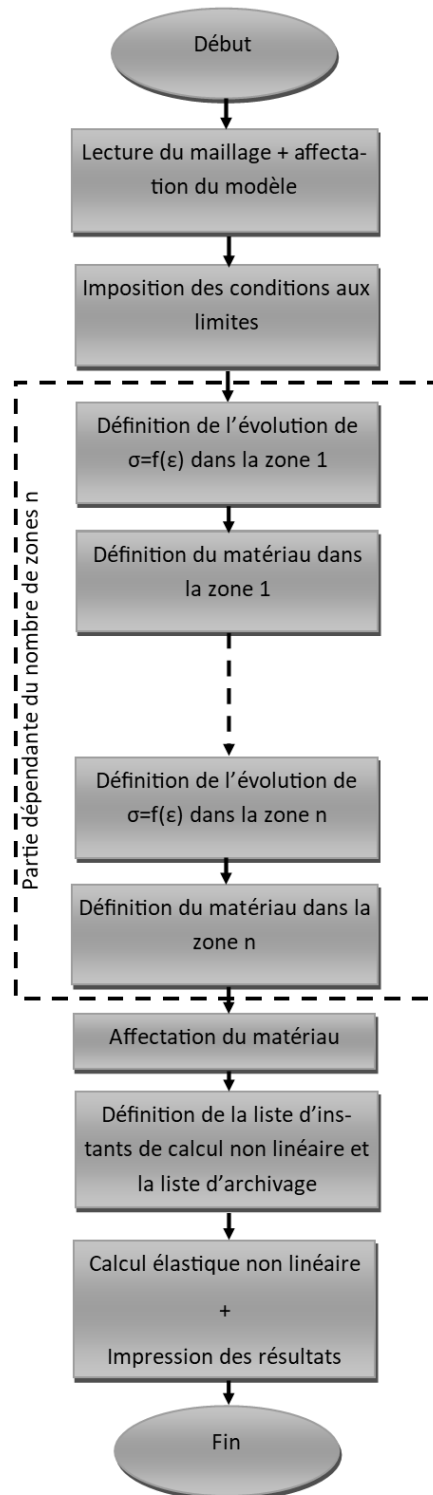 Début
Lecture du maillage + affecta-
tion du modèle
Imposition des conditions aux
limites
Partie dépendante du nombre de zones n
Définition de l'évolution de
σ=f(ε) dans la zone 1
Définition du matériau dans
la zone 1
Définition de l'évolution de
σ=f(ε) dans la zone n
Définition du matériau dans la
zone n
Affectation du matériau
Définition de la liste d'ins-
tants de calcul non linéaire et
la liste d'archivage
Calcul élastique non linéaire
+
Impression des résultats
Fin